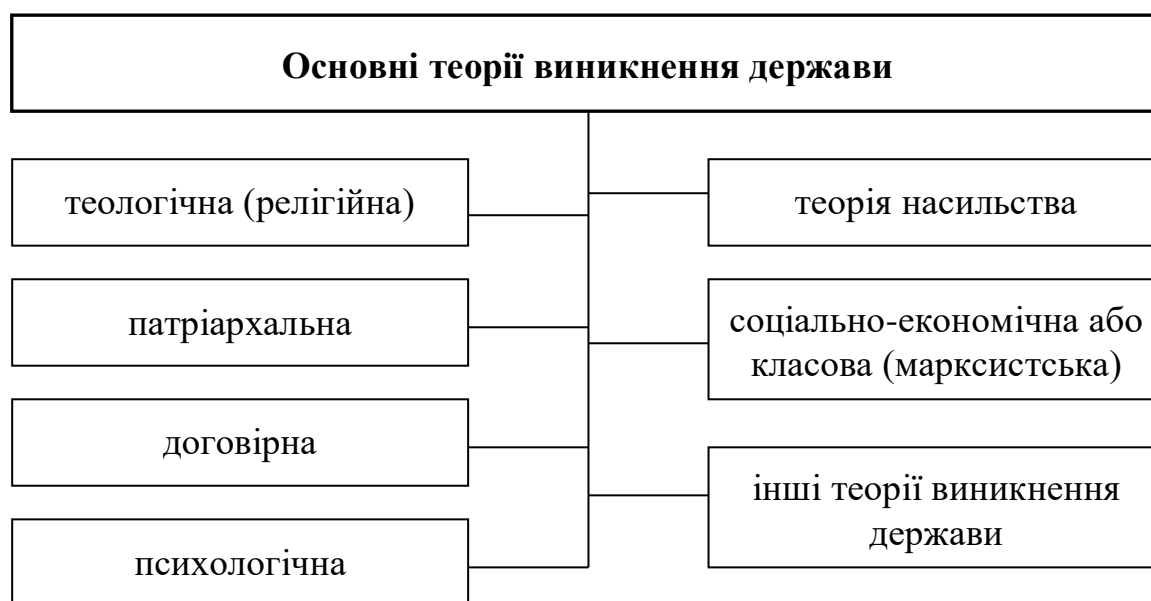 Основні теорії виникнення держави
теологічна (релігійна)
патріархальна
договірна
психологічна
теорія насильства
соціально-економічна або
класова (марксистська)
інші теорії виникнення
держави